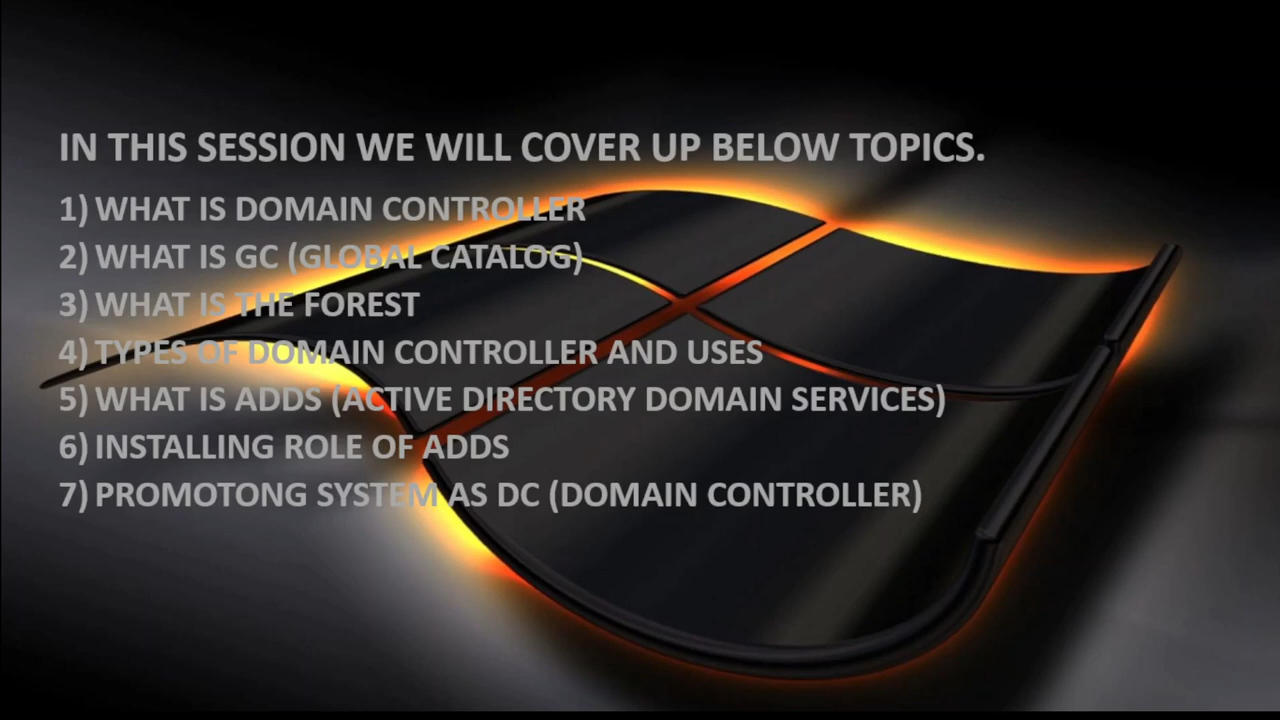 IN THIS SESSION WE WILL COVER UP BELOW TOPICS.
1) WHAT IS DOMAIN CONTROLLER
2) WHAT IS GC (GLOBAL CATALOG)
3) WHAT IS THE FOREST
4) TYPES OF DOMAIN CONTROLLER AND USES
5) WHAT IS ADDS (ACTIVE DIRECTORY DOMAIN SERVICES)
6) INSTALLING ROLE OF ADDS
7) PROMOTONG SYSTEM AS DC (DOMAIN CONTROLLER)